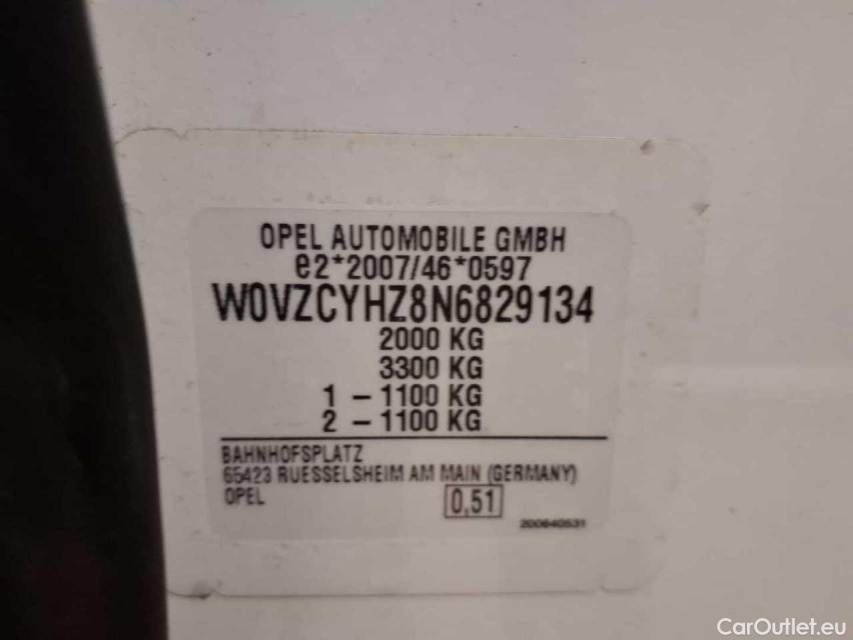 OPEL AUTOMOBILE GMBH
e2*2007/46*0597
W0VZCYHZ8N6829134
2000 KG
3300 KG
1 – 1100 KG
2 – 1100 KG
BAHNHOFSPLATZ
65423 RUESSELSHEIM AM MAIN (GERMANY)
OPEL
0,51
200640531
CarOutlet.eu